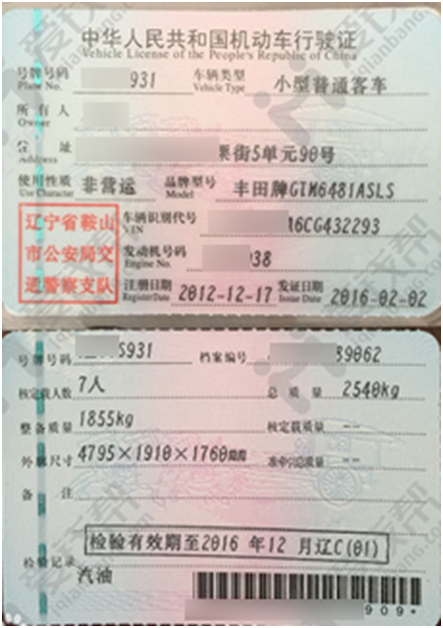 中华人民共和国机动车行驶证
Vehicle License of the People's Republic of China
号牌号码 931 车辆类型 小型普通客车
Plate No. Vehicle Type
所有人
Owner
住 址 栗街5单元90号
Address
使用性质 非营运 品牌型号 丰田牌GTM6481ASLS
Use Character Model
辽宁省鞍山
市公安局交
通警察支队
车辆识别代号 A6CG432293
VIN
发动机号码 38
Engine No.
注册日期 2012-12-17 发证日期 2016-02-02
Register Date Issue Date
号牌号码 S931 档案编号 89062
核定载人数 7人 总 质 量 2540kg
整备质量 1855kg 核定载质量 --
外廓尺寸 4795×1910×1760 准牵引总质量 --
备 注
检验有效期至2016年12月辽C(01)
检验记录
汽油
909*